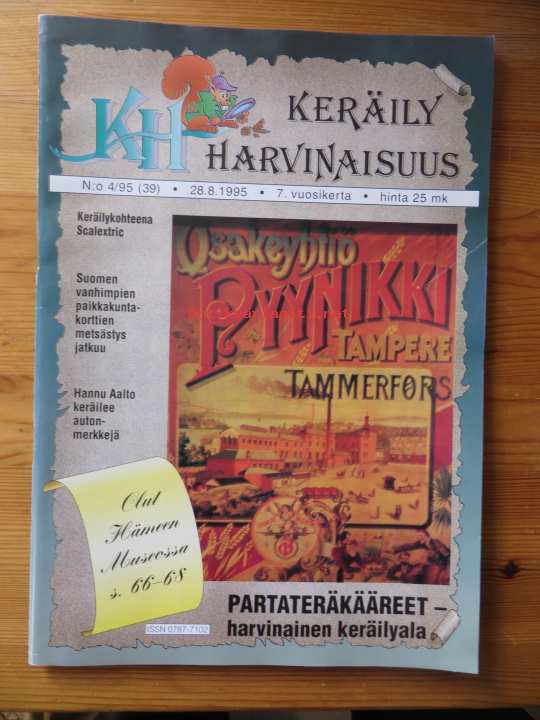 KH
KERÄILY
HARVINAISUUS
N:o 4/95 (39) • 28.8.1995 • 7. vuosikerta • hinta 25 mk
Keräilykohteena
Scalextric
Suomen
vanhimpien
paikkakunta-
korttien
metsästys
jatkuu
Hannu Aalto
keräilee
auton-
merkkejä
Osakeyhtiö
PYYNIKKI
TAMPERE
TAMMERFORS
Olut
Hämeen
Museossa
s. 66-68
ISSN 0787-7102
PARTATERÄKÄÄREET –
harvinainen keräilyala